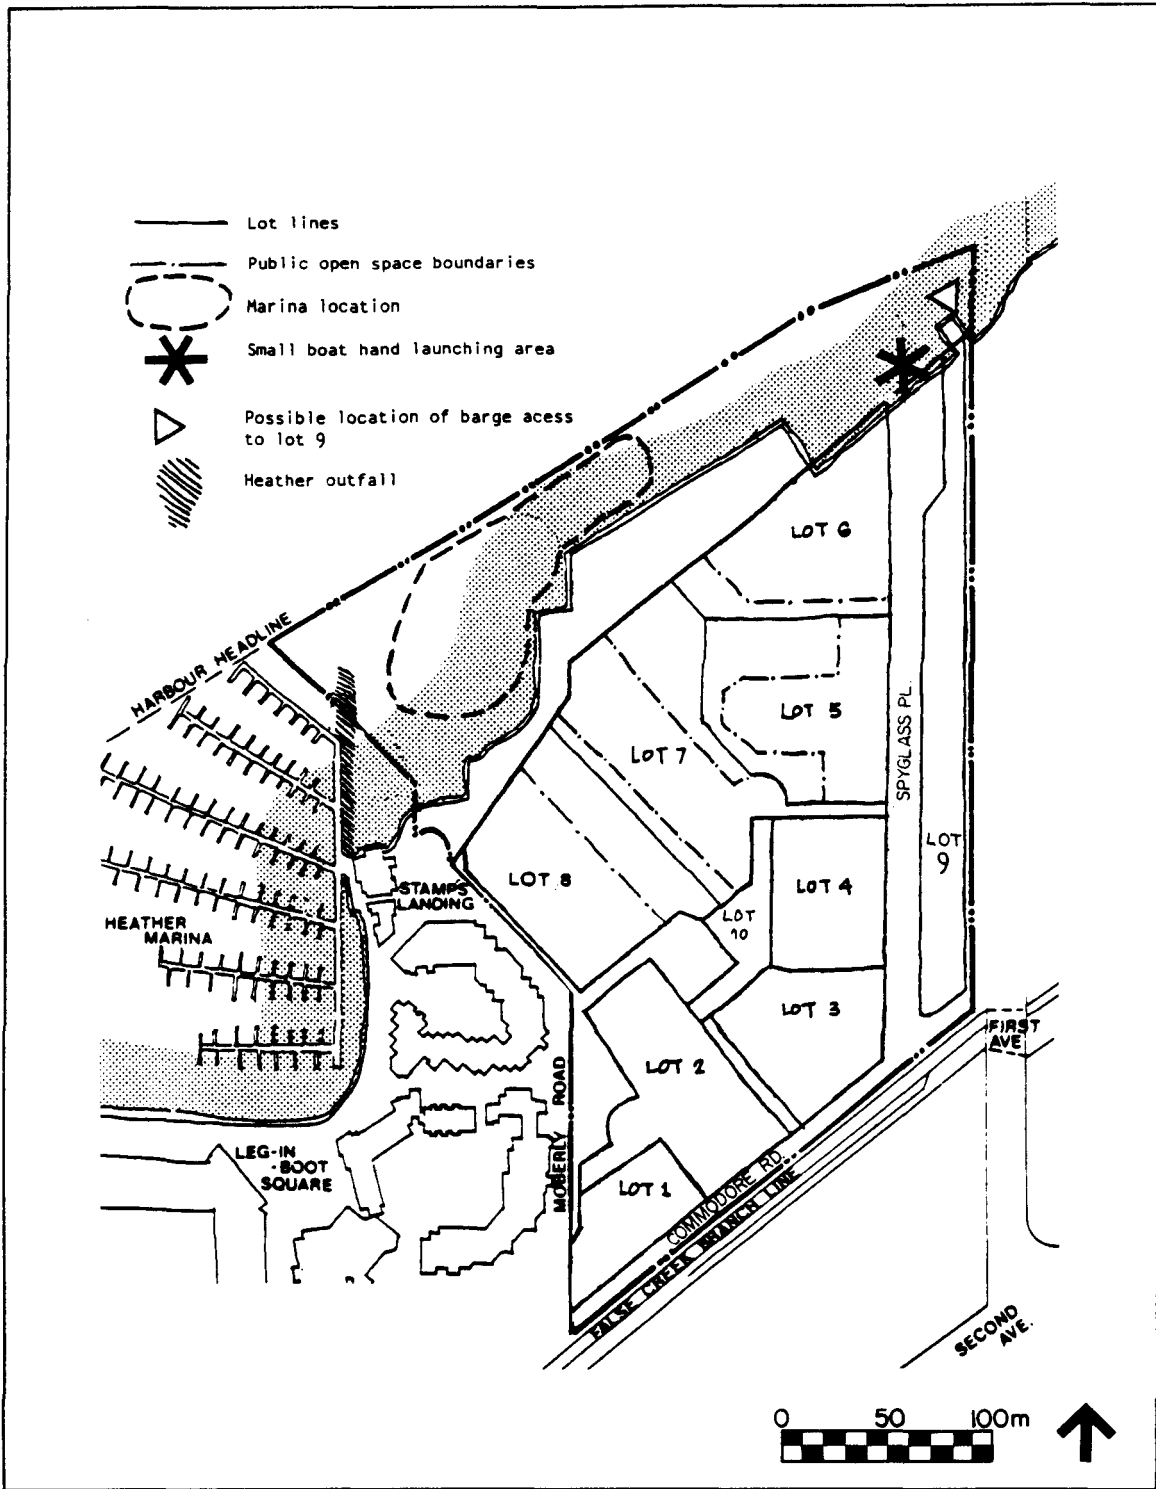 Lot lines
Public open space boundaries
Marina location
Small boat hand launching area
Possible location of barge acess
to lot 9
Heather outfall
LOT 6
HARBOUR HEADLINE
LOT 5
SPYGLASS PL.
LOT 7
LOT
9
LOT 8
LOT 4
STAMPS
LANDING
LOT
10
HEATHER
MARINA
LOT 3
FIRST
AVE
LOT 2
MOBERLY ROAD
LEG-IN
-BOOT
SQUARE
LOT 1
COMMODORE RD.
FALSE CREEK BRANCH LINE
SECOND
AVE.
0 50 100m